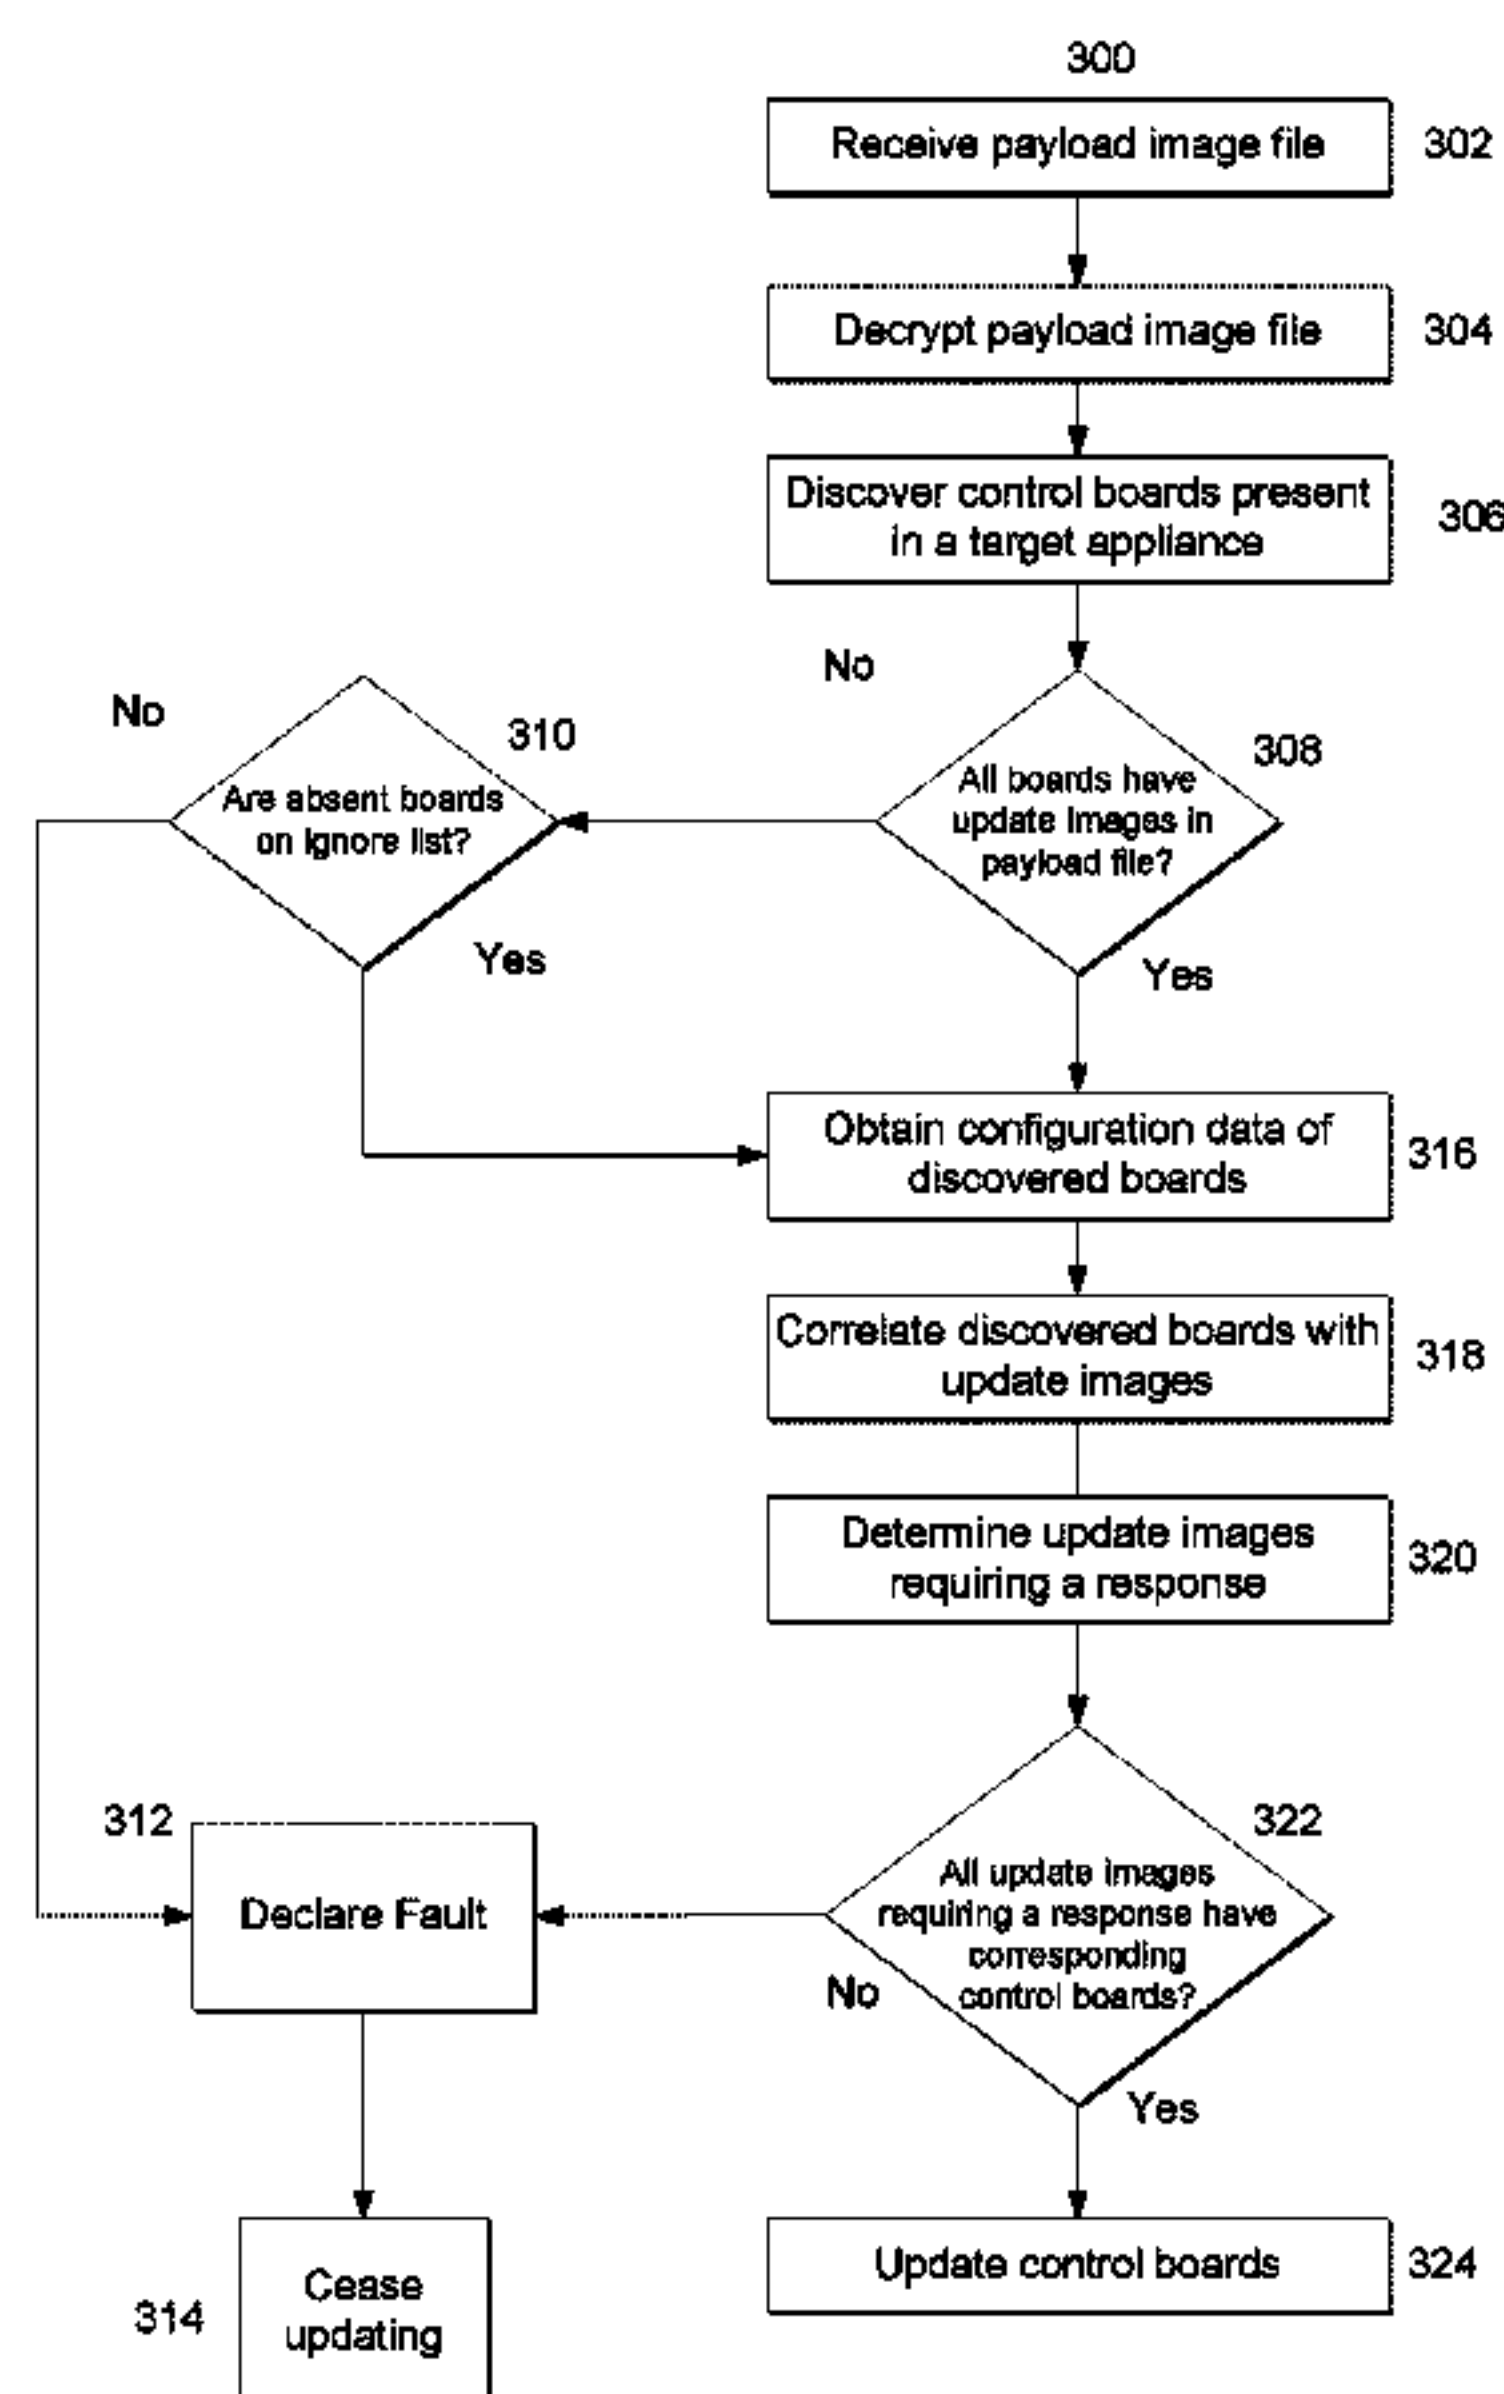 300
Receive payload image file
302
Decrypt payload image file
304
Discover control boards present
in a target appliance
306
No
308
All boards have
update images in
payload file?
Yes
No
310
Are absent boards
on ignore list?
Yes
Obtain configuration data of
discovered boards
316
Correlate discovered boards with
update images
318
Determine update images
requiring a response
320
322
All update images
requiring a response have
corresponding
control boards?
No
Yes
312
Declare Fault
Cease
updating
314
Update control boards
324